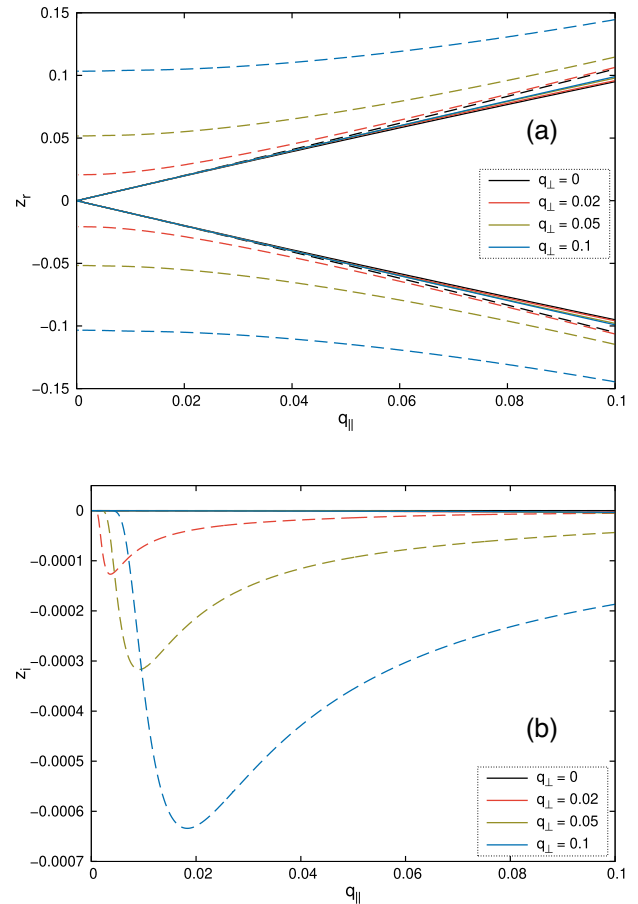 0.15
0.1
0.05
0
−0.05
−0.1
−0.15
z_r
(a)
q_⊥ = 0
q_⊥ = 0.02
q_⊥ = 0.05
q_⊥ = 0.1
0 0.02 0.04 0.06 0.08 0.1
q_||
0
−0.0001
−0.0002
−0.0003
−0.0004
−0.0005
−0.0006
−0.0007
z_i
(b)
q_⊥ = 0
q_⊥ = 0.02
q_⊥ = 0.05
q_⊥ = 0.1
0 0.02 0.04 0.06 0.08 0.1
q_||